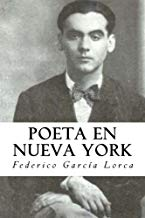 POETA EN
NUEVA YORK
Federico García Lorca